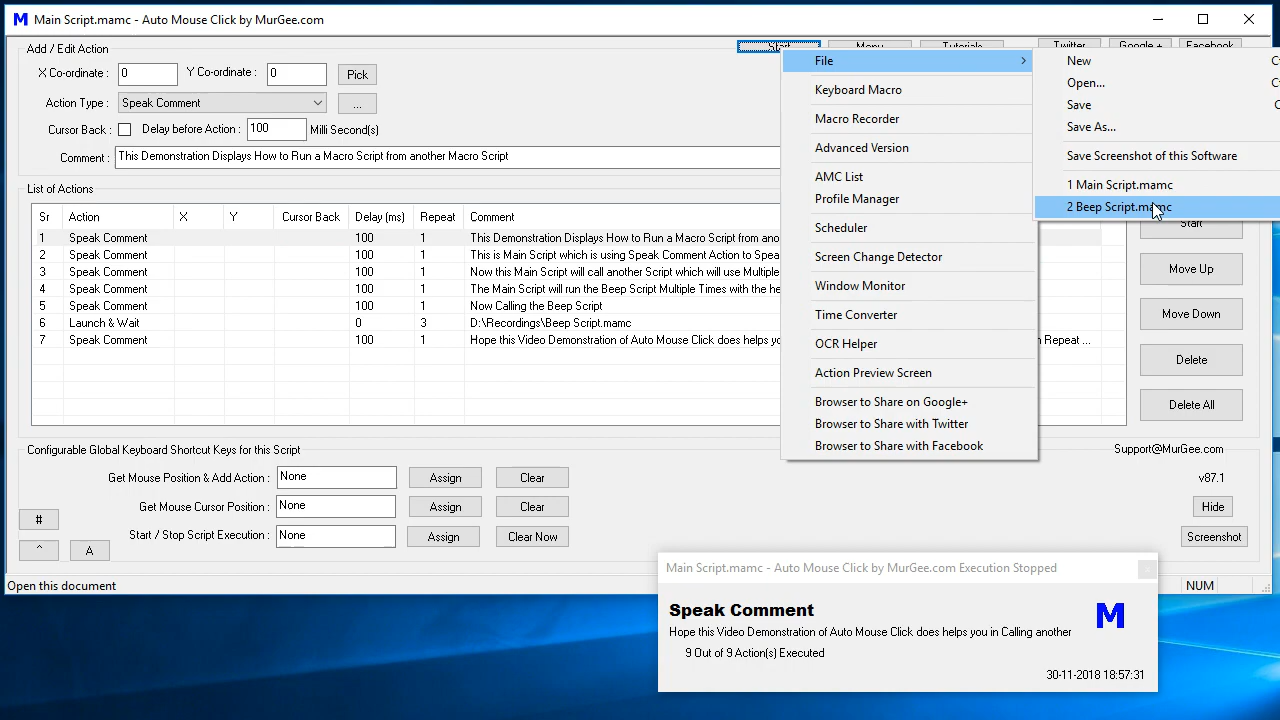 M Main Script.mamc - Auto Mouse Click by MurGee.com
Add / Edit Action
Start Menu Tutorials Twitter Google + Facebook
X Co-ordinate : 0 Y Co-ordinate : 0 Pick
Action Type : Speak Comment ...
Cursor Back : Delay before Action : 100 Milli Second(s)
Comment : This Demonstration Displays How to Run a Macro Script from another Macro Script
List of Actions
Sr Action X Y Cursor Back Delay (ms) Repeat Comment
1 Speak Comment 100 1 This Demonstration Displays How to Run a Macro Script from ano
2 Speak Comment 100 1 This is Main Script which is using Speak Comment Action to Spea
3 Speak Comment 100 1 Now this Main Script will call another Script which will use Multiple
4 Speak Comment 100 1 The Main Script will run the Beep Script Multiple Times with the he
5 Speak Comment 100 1 Now Calling the Beep Script
6 Launch & Wait 0 3 D:\Recordings\Beep Script.mamc
7 Speak Comment 100 1 Hope this Video Demonstration of Auto Mouse Click does helps yo n Repeat ...
File
Keyboard Macro
Macro Recorder
Advanced Version
AMC List
Profile Manager
Scheduler
Screen Change Detector
Window Monitor
Time Converter
OCR Helper
Action Preview Screen
Browser to Share on Google+
Browser to Share with Twitter
Browser to Share with Facebook
New
Open...
Save
Save As...
Save Screenshot of this Software
1 Main Script.mamc
2 Beep Script.mamc
Start
Move Up
Move Down
Delete
Delete All
Configurable Global Keyboard Shortcut Keys for this Script
Get Mouse Position & Add Action : None Assign Clear
Get Mouse Cursor Position : None Assign Clear
Start / Stop Script Execution : None Assign Clear Now
#
^ A
Support@MurGee.com
v87.1
Hide
Screenshot
Open this document
NUM
Main Script.mamc - Auto Mouse Click by MurGee.com Execution Stopped
Speak Comment
M
Hope this Video Demonstration of Auto Mouse Click does helps you in Calling another
9 Out of 9 Action(s) Executed
30-11-2018 18:57:31